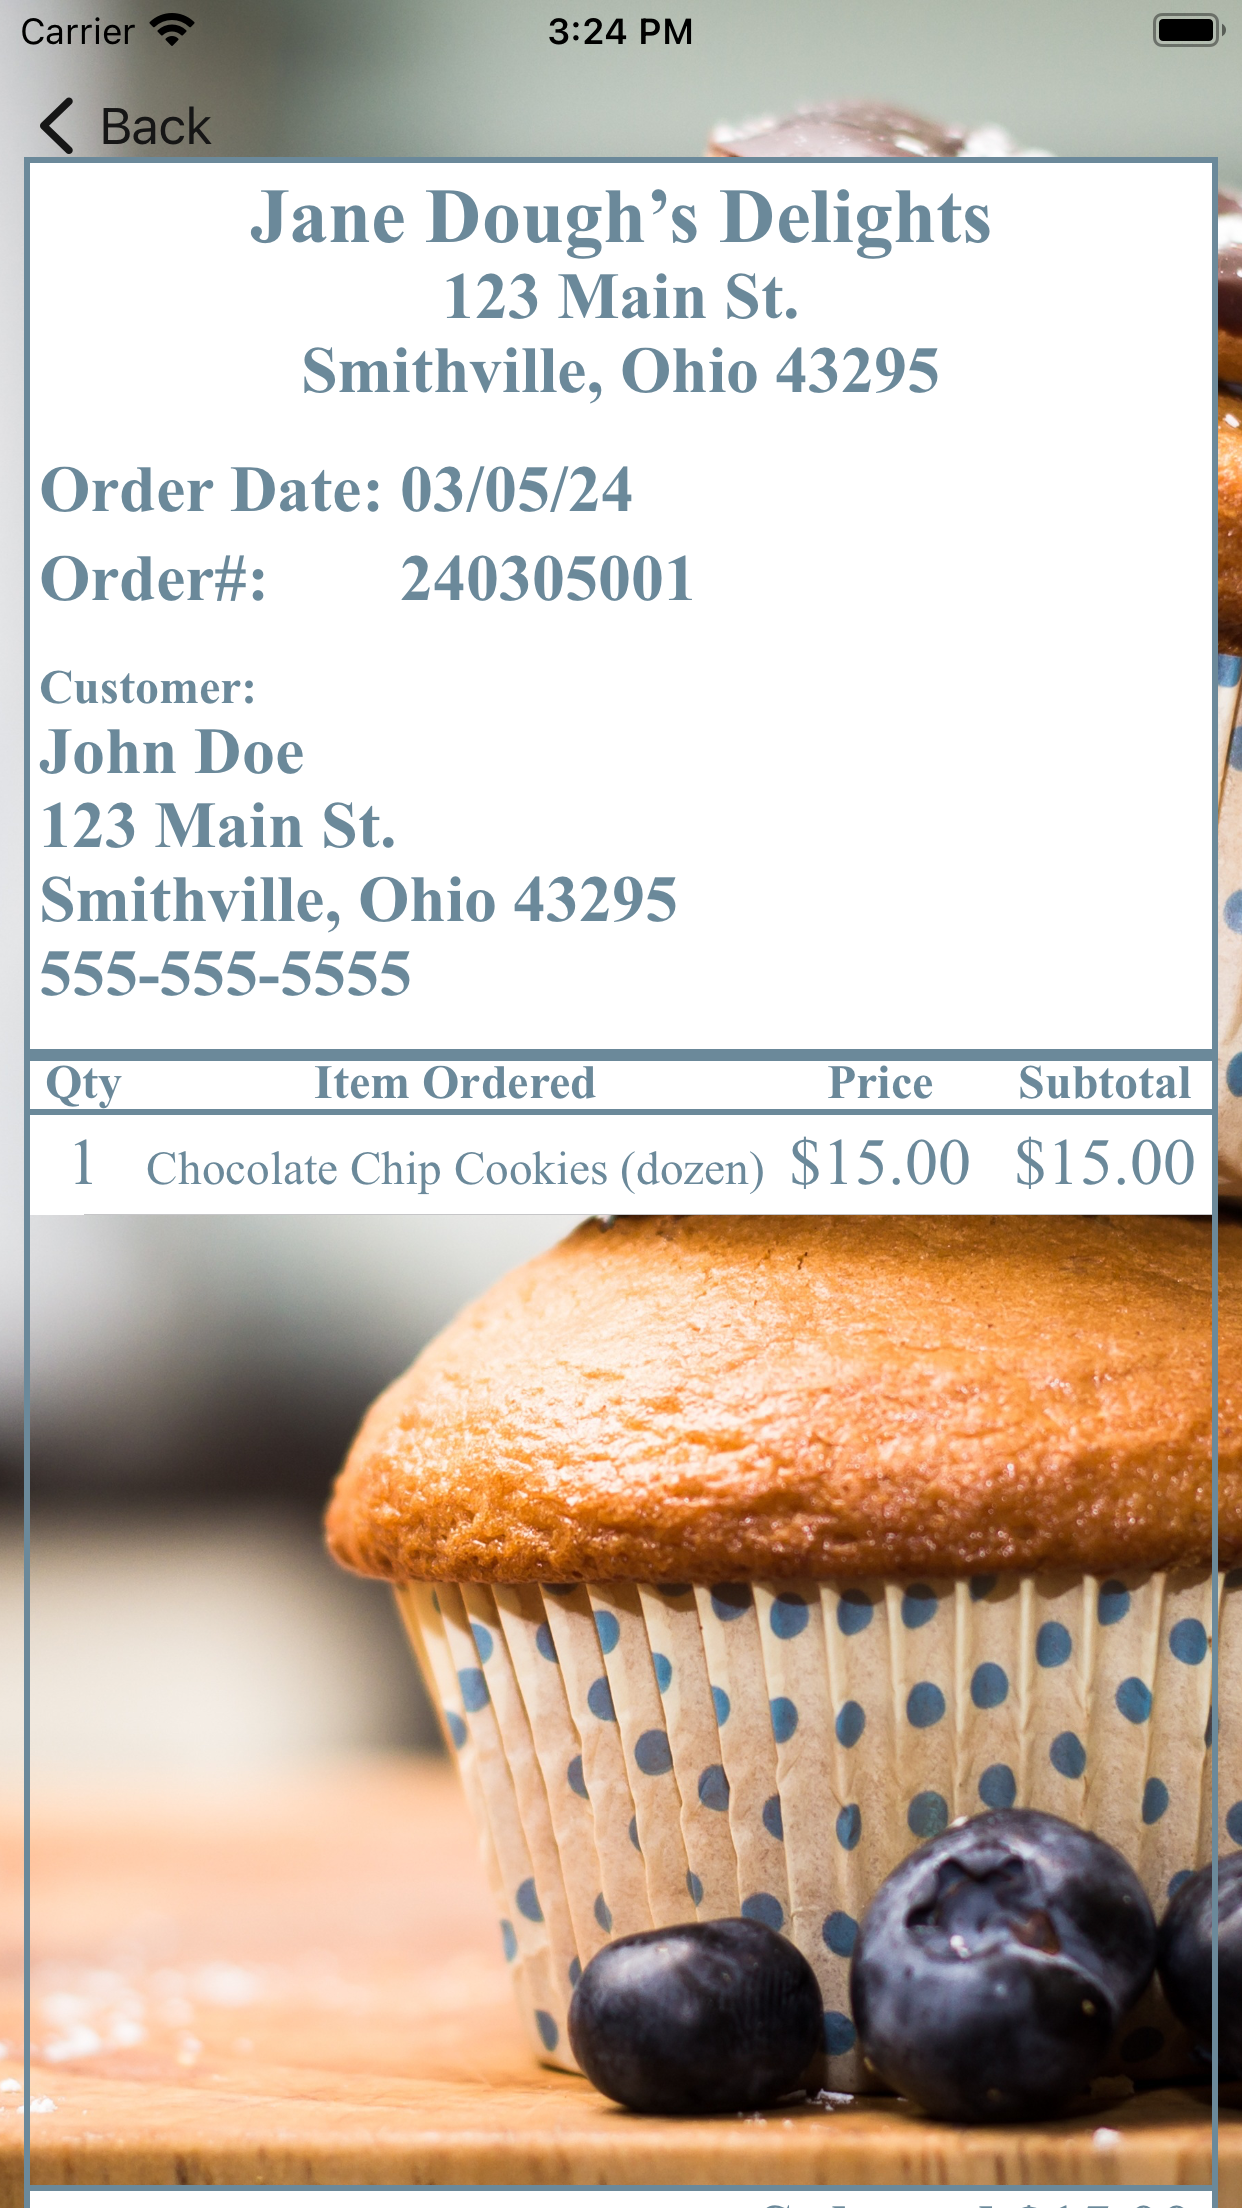 Carrier 3:24 PM
Back
Jane Dough’s Delights
123 Main St.
Smithville, Ohio 43295
Order Date: 03/05/24
Order#: 240305001
Customer:
John Doe
123 Main St.
Smithville, Ohio 43295
555-555-5555
Qty Item Ordered Price Subtotal
1 Chocolate Chip Cookies (dozen) $15.00 $15.00